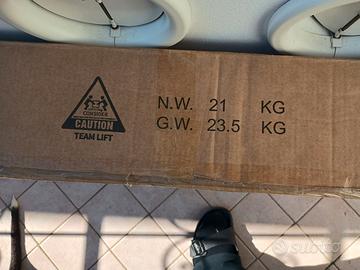 CONSIDER
CAUTION
TEAM LIFT
N.W. 21 KG
G.W. 23.5 KG
subito